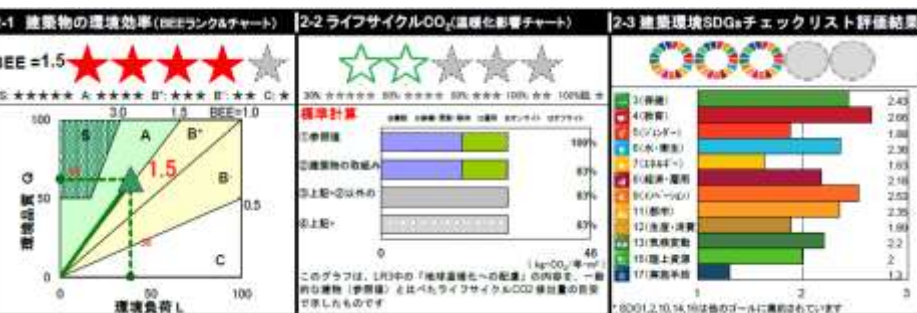 2-1 建築物の環境効率(BEEランク&チャート)
BEE =1.5
S: ★★★★★ A: ★★★★ B⁺: ★★★ B⁻: ★★ C: ★
3.0 1.5 BEE=1.0
100
S
A
B⁺
1.5
環境品質 Q
50
B⁻
0.5
C
0
0 50 100
環境負荷 L
2-2 ライフサイクルCO₂(温暖化影響チャート)
標準計算
①参照値 100%
②建築物の取組み 83%
③上記+②以外の 83%
④上記+ 83%
0 46
( kg-CO₂/年・m² )
このグラフは、LR3中の「地球温暖化への配慮」の内容を、一般
的な建物（参照値）と比べたライフサイクルCO2 排出量の目安
で示したものです
2-3 建築環境SDGsチェックリスト評価結果
3(保健) 2.43
4(教育) 2.66
5(ジェンダー) 1.88
6(水・衛生) 2.36
7(エネルギー) 1.63
8(経済・雇用) 2.18
9(イノベーション) 2.53
11(都市) 2.35
12(生産・消費) 1.89
13(気候変動) 2.2
15(陸上資源) 2
17(実施手段) 1.3
1 2 3
* SDG1,2,10,14,16は他のゴールに集約されています